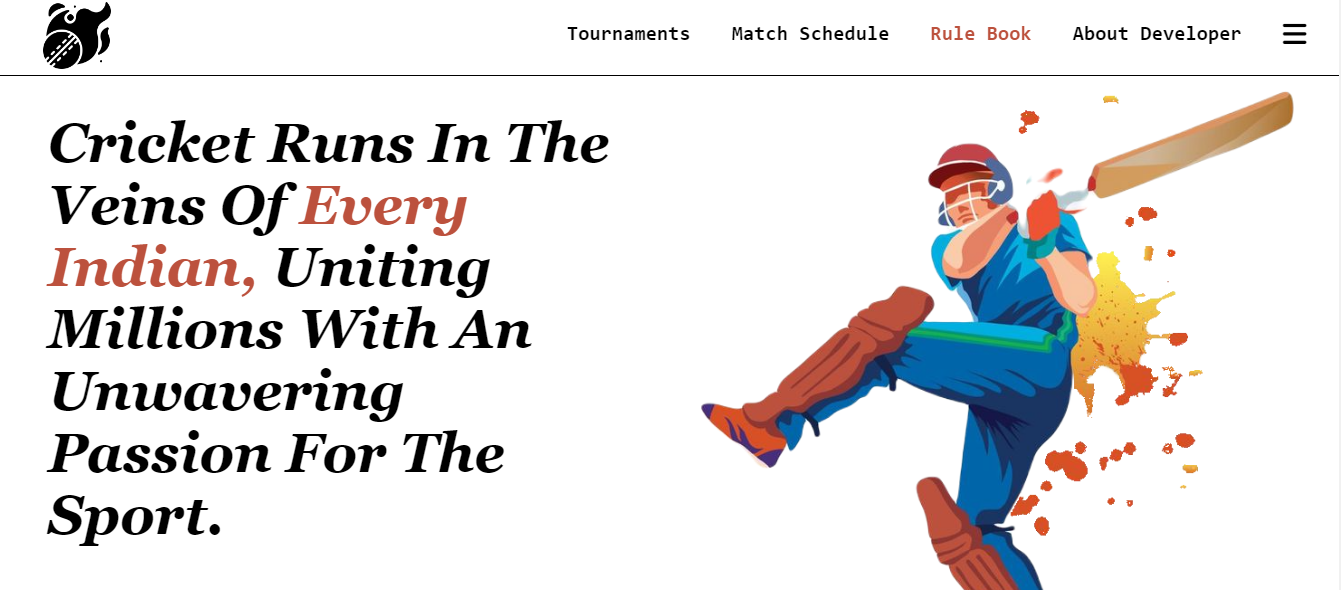 Tournaments Match Schedule Rule Book About Developer
Cricket Runs In The
Veins Of Every
Indian, Uniting
Millions With An
Unwavering
Passion For The
Sport.